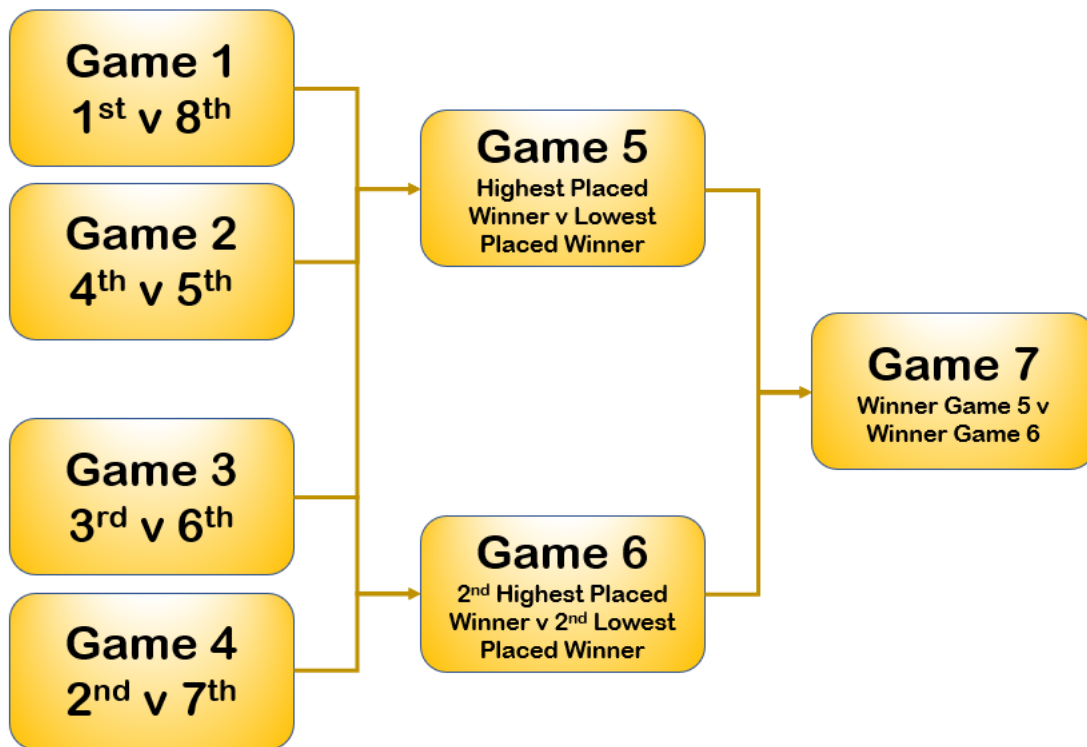 Game 1
1st v 8th
Game 2
4th v 5th
Game 3
3rd v 6th
Game 4
2nd v 7th
Game 5
Highest Placed
Winner v Lowest
Placed Winner
Game 6
2nd Highest Placed
Winner v 2nd Lowest
Placed Winner
Game 7
Winner Game 5 v
Winner Game 6